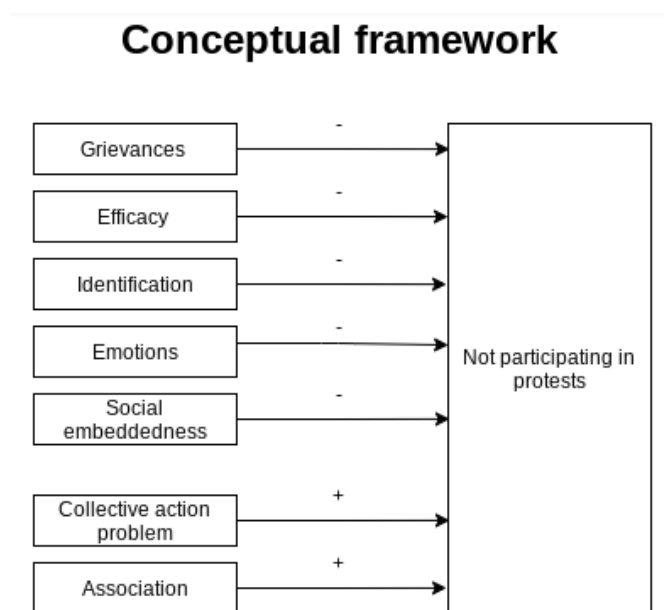 Conceptual framework
-
Grievances
-
Efficacy
-
Identification
-
Emotions
-
Social
embeddedness
+
Collective action
problem
+
Association
Not participating in
protests